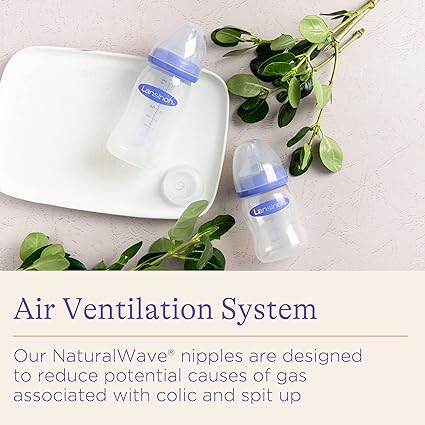 Lansinoh®
Lansinoh
Air Ventilation System
Our NaturalWave® nipples are designed
to reduce potential causes of gas
associated with colic and spit up